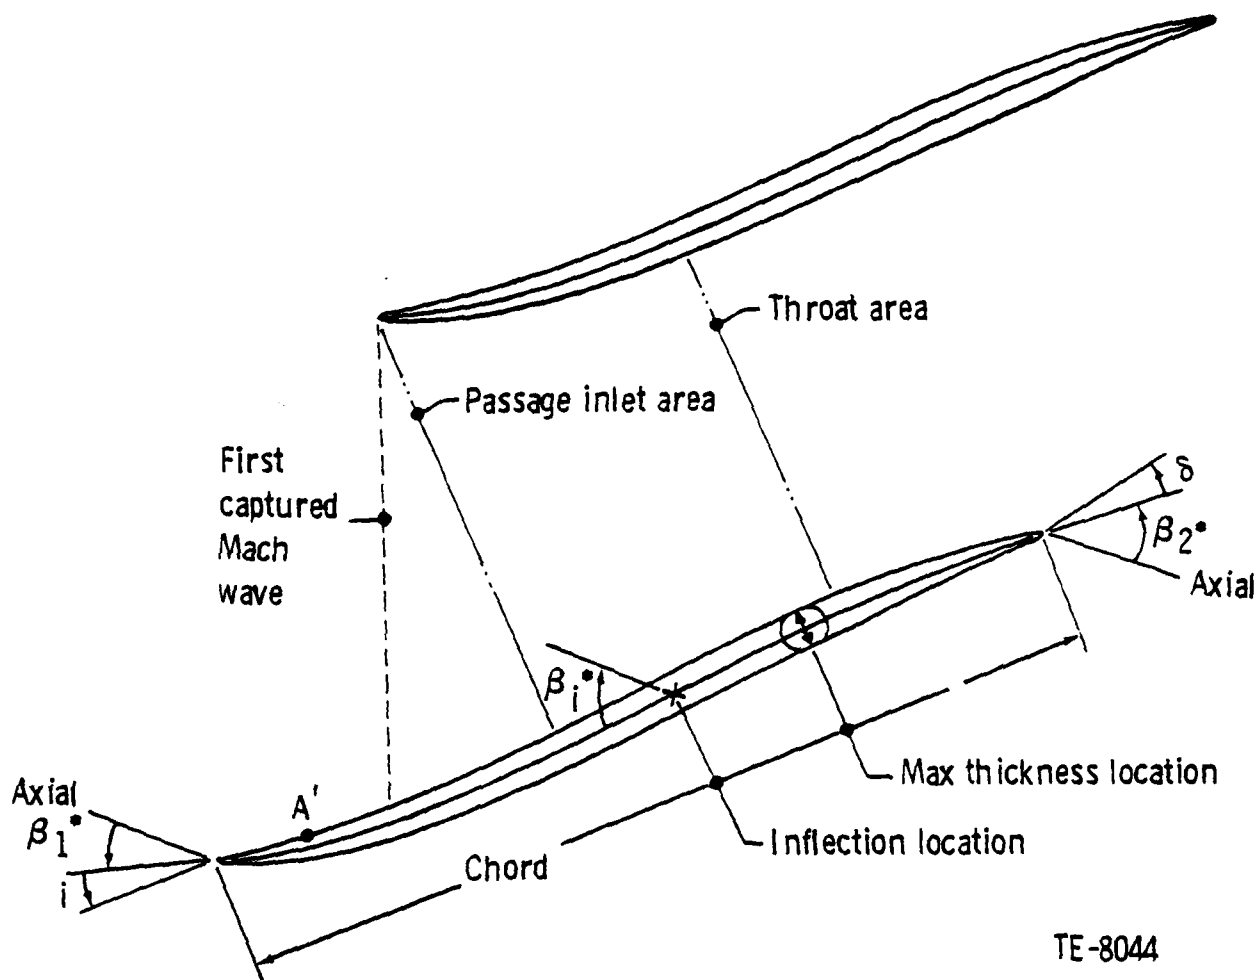 Throat area
Passage inlet area
First
captured
Mach
wave
δ
β2*
Axial
βi*
Max thickness location
Axial
β1*
A'
i
Inflection location
Chord
TE-8044